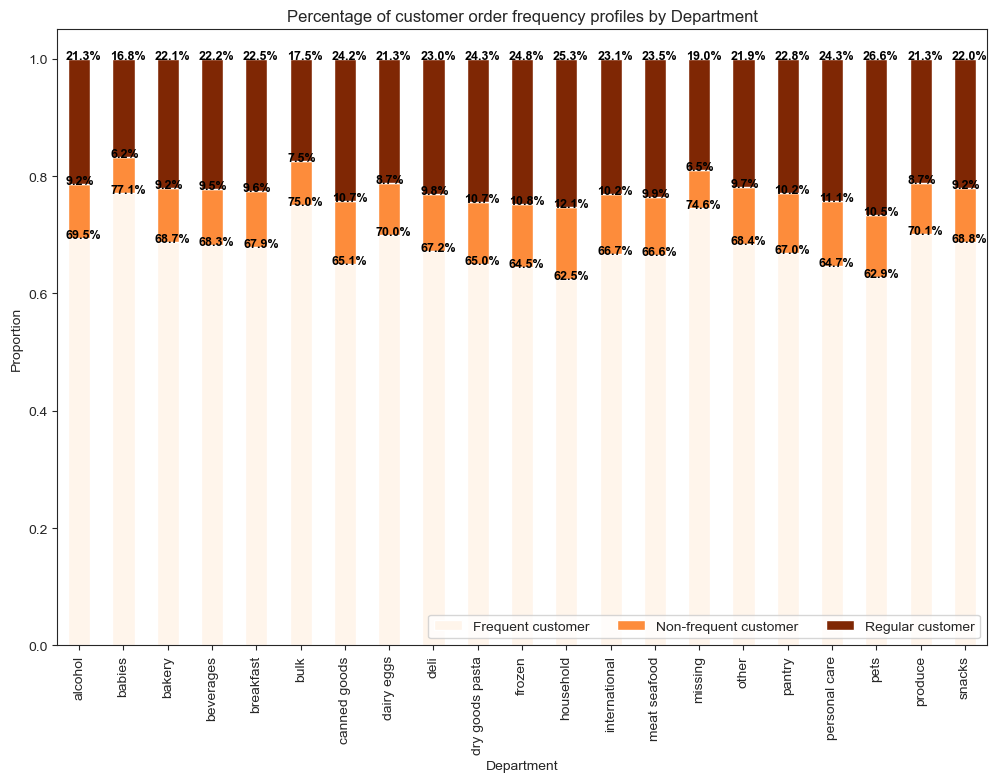 Percentage of customer order frequency profiles by Department
1.0
0.8
0.6
0.4
0.2
0.0
Proportion
21.3% 16.8% 22.1% 22.2% 22.5% 17.5% 24.2% 21.3% 23.0% 24.3% 24.8% 25.3% 23.1% 23.5% 19.0% 21.9% 22.8% 24.3% 26.6% 21.3% 22.0%
9.2% 6.2% 9.2% 9.5% 9.6% 7.5% 10.7% 8.7% 9.8% 10.7% 10.8% 12.1% 10.2% 9.9% 6.5% 9.7% 10.2% 11.1% 10.5% 8.7% 9.2%
69.5% 77.1% 68.7% 68.3% 67.9% 75.0% 65.1% 70.0% 67.2% 65.0% 64.5% 62.5% 66.7% 66.6% 74.6% 68.4% 67.0% 64.7% 62.9% 70.1% 68.8%
Frequent customer Non-frequent customer Regular customer
alcohol
babies
bakery
beverages
breakfast
bulk
canned goods
dairy eggs
deli
dry goods pasta
frozen
household
international
meat seafood
missing
other
pantry
personal care
pets
produce
snacks
Department